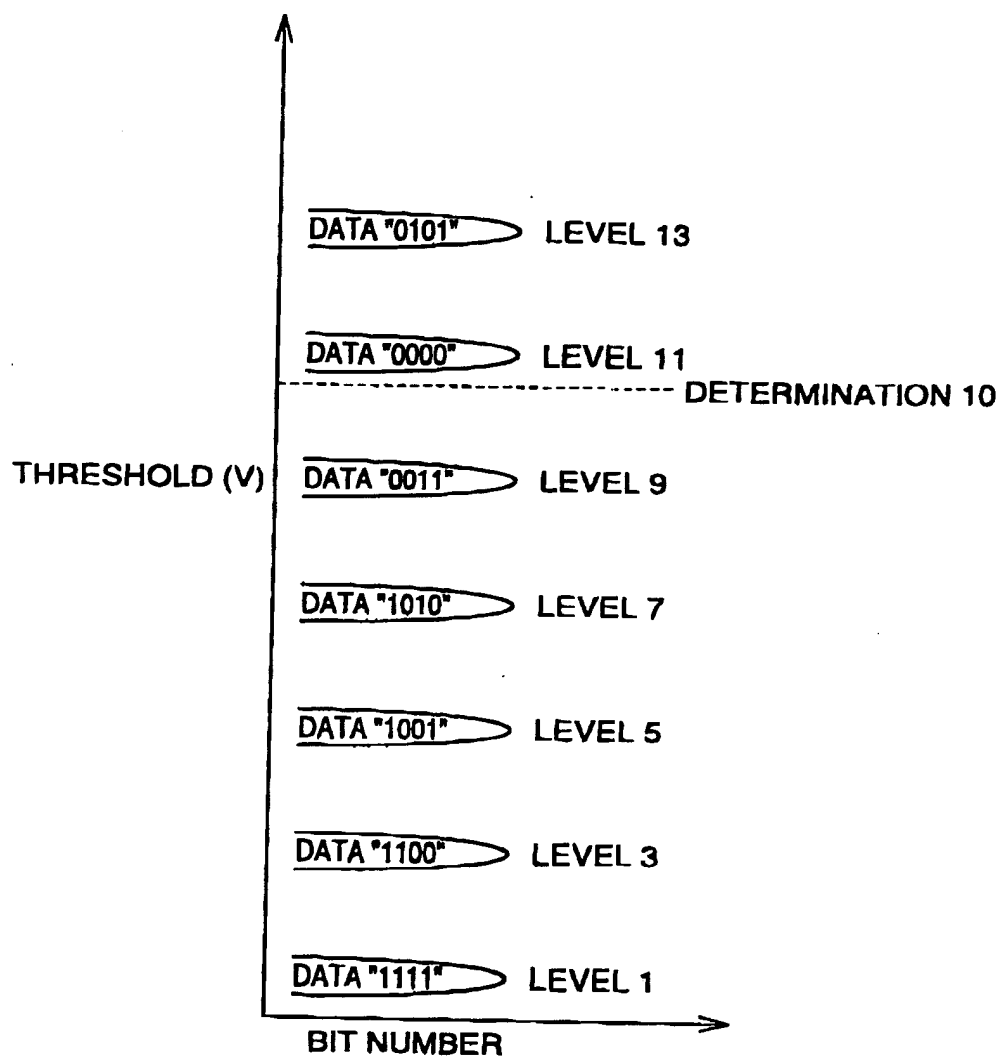 DATA "0101" LEVEL 13
DATA "0000" LEVEL 11
DETERMINATION 10
THRESHOLD (V) DATA "0011" LEVEL 9
DATA "1010" LEVEL 7
DATA "1001" LEVEL 5
DATA "1100" LEVEL 3
DATA "1111" LEVEL 1
BIT NUMBER